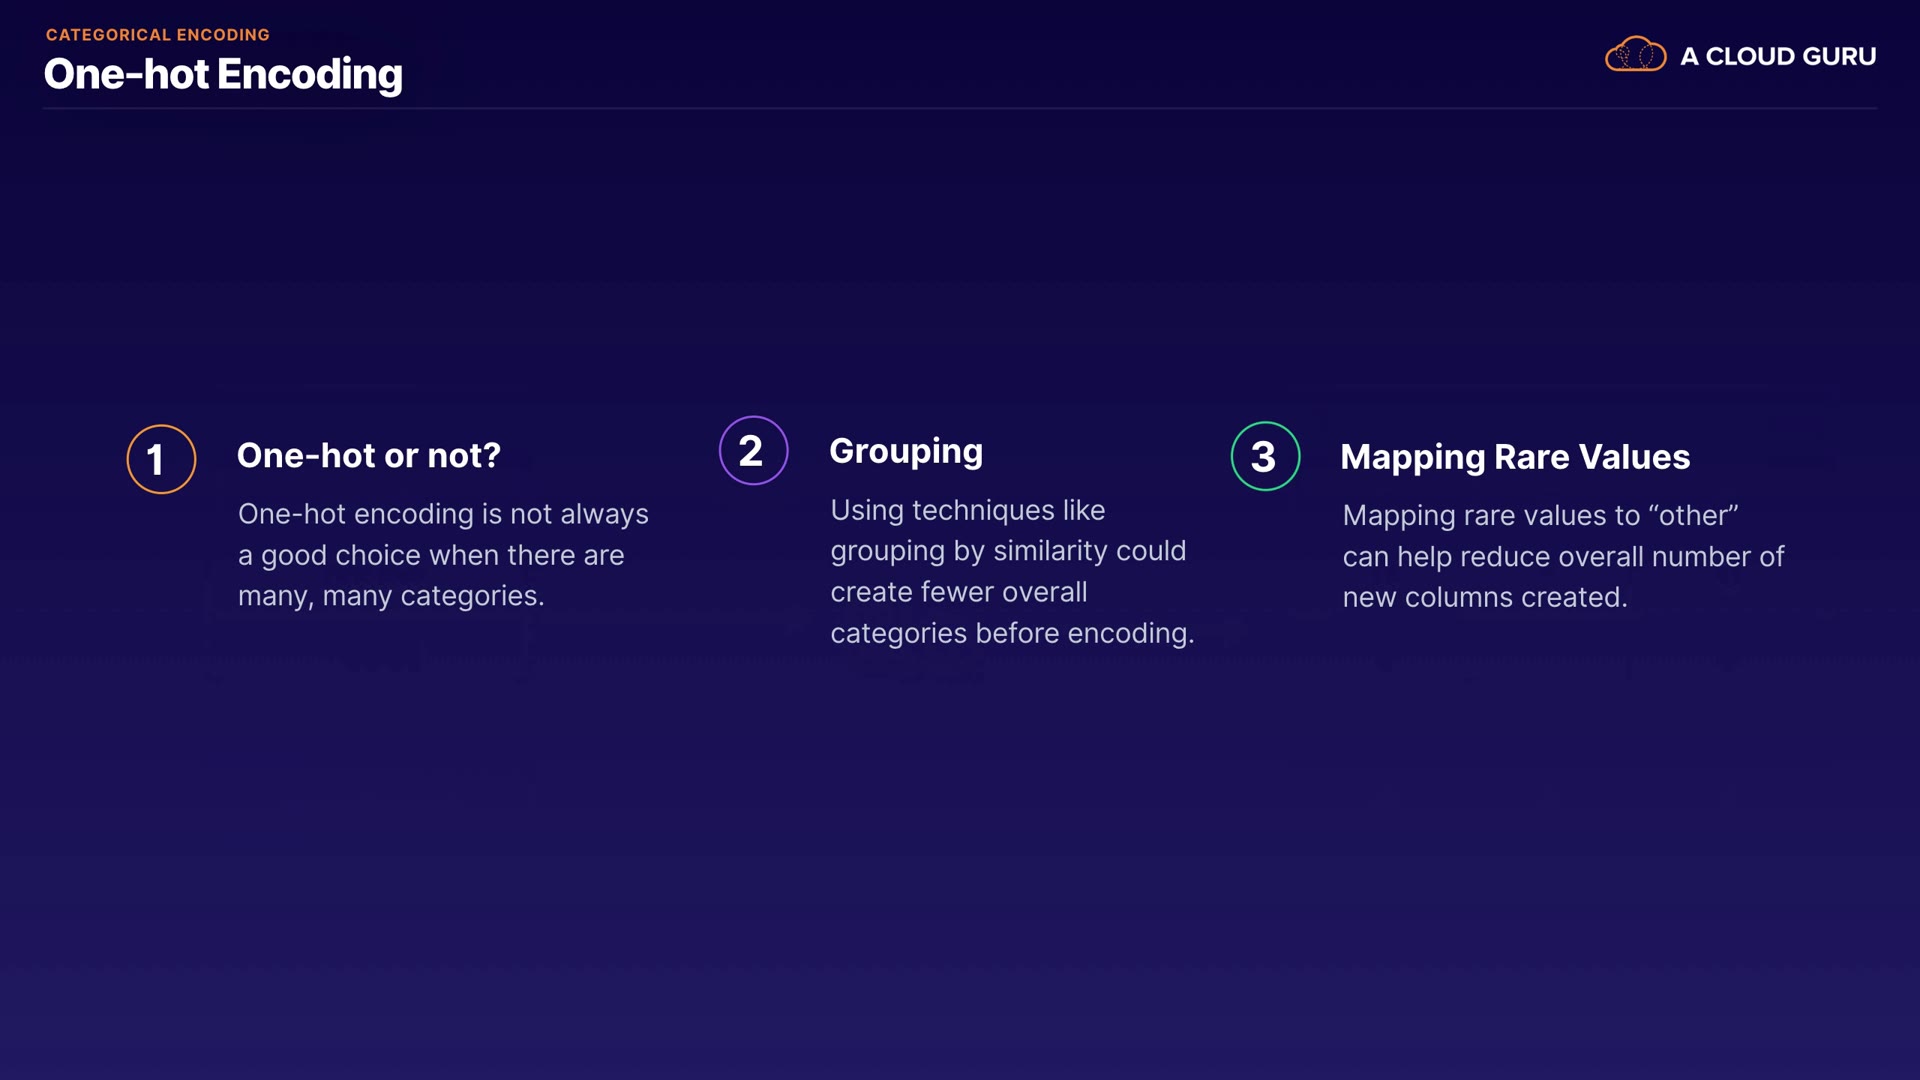 CATEGORICAL ENCODING
One-hot Encoding
A CLOUD GURU
1
One-hot or not?
One-hot encoding is not always
a good choice when there are
many, many categories.
2
Grouping
Using techniques like
grouping by similarity could
create fewer overall
categories before encoding.
3
Mapping Rare Values
Mapping rare values to “other”
can help reduce overall number of
new columns created.